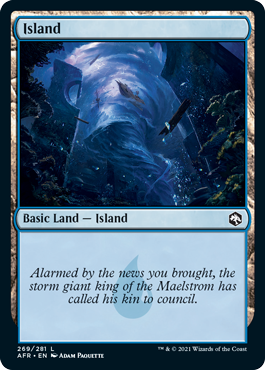 Island
Basic Land — Island
Alarmed by the news you brought, the
storm giant king of the Maelstrom has
called his kin to council.
269/281 L
AFR • EN Adam Paquette
™ & © 2021 Wizards of the Coast